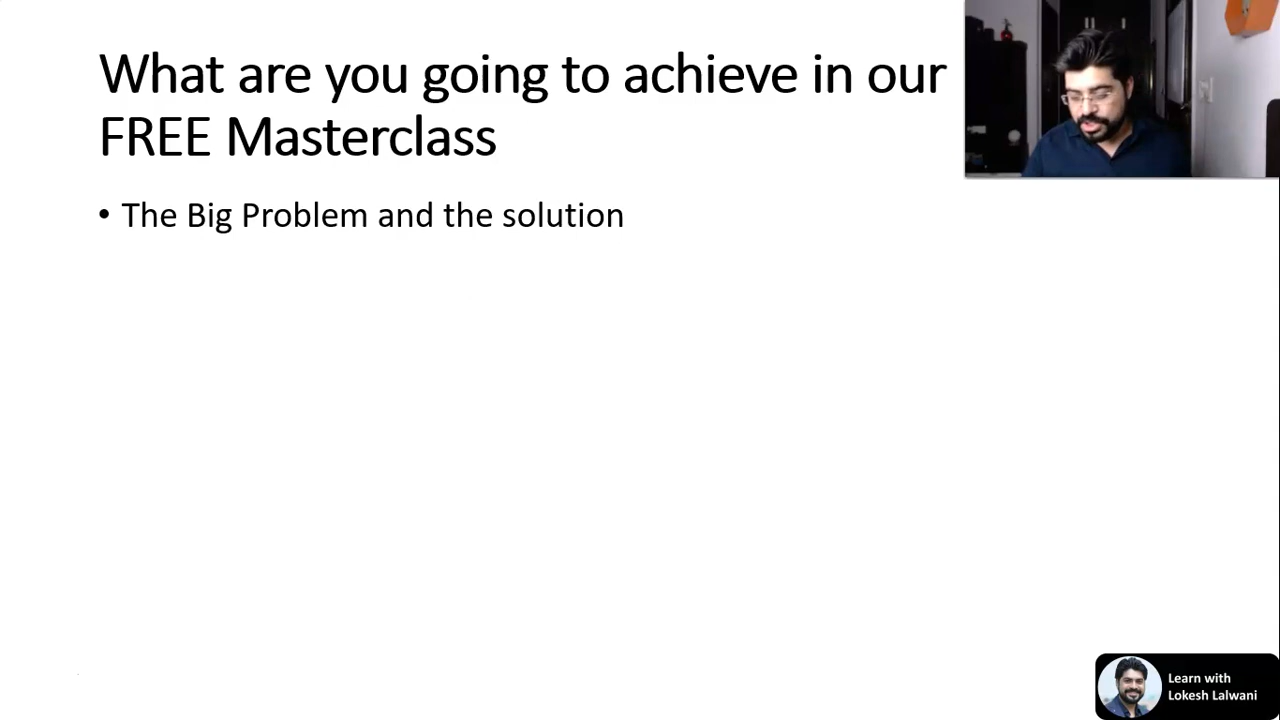 What are you going to achieve in our
FREE Masterclass
• The Big Problem and the solution
Learn with
Lokesh Lalwani